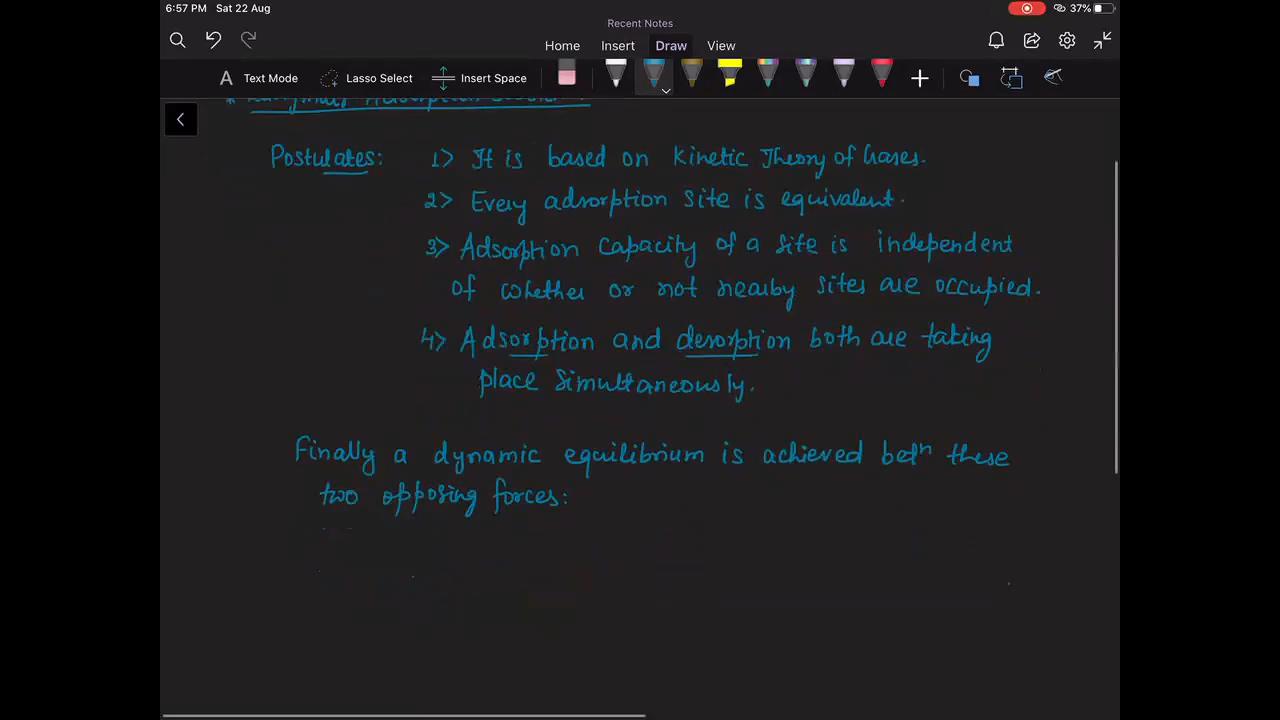 6:57 PM Sat 22 Aug
37%
Recent Notes
Home Insert Draw View
Text Mode Lasso Select Insert Space
Adsorption
Postulates: 1> It is based on Kinetic Theory of Gases.
2> Every adsorption site is equivalent.
3> Adsorption capacity of a site is independent
of whether or not nearby sites are occupied.
4> Adsorption and desorption both are taking
place simultaneously.
Finally a dynamic equilibrium is achieved betⁿ these
two opposing forces: